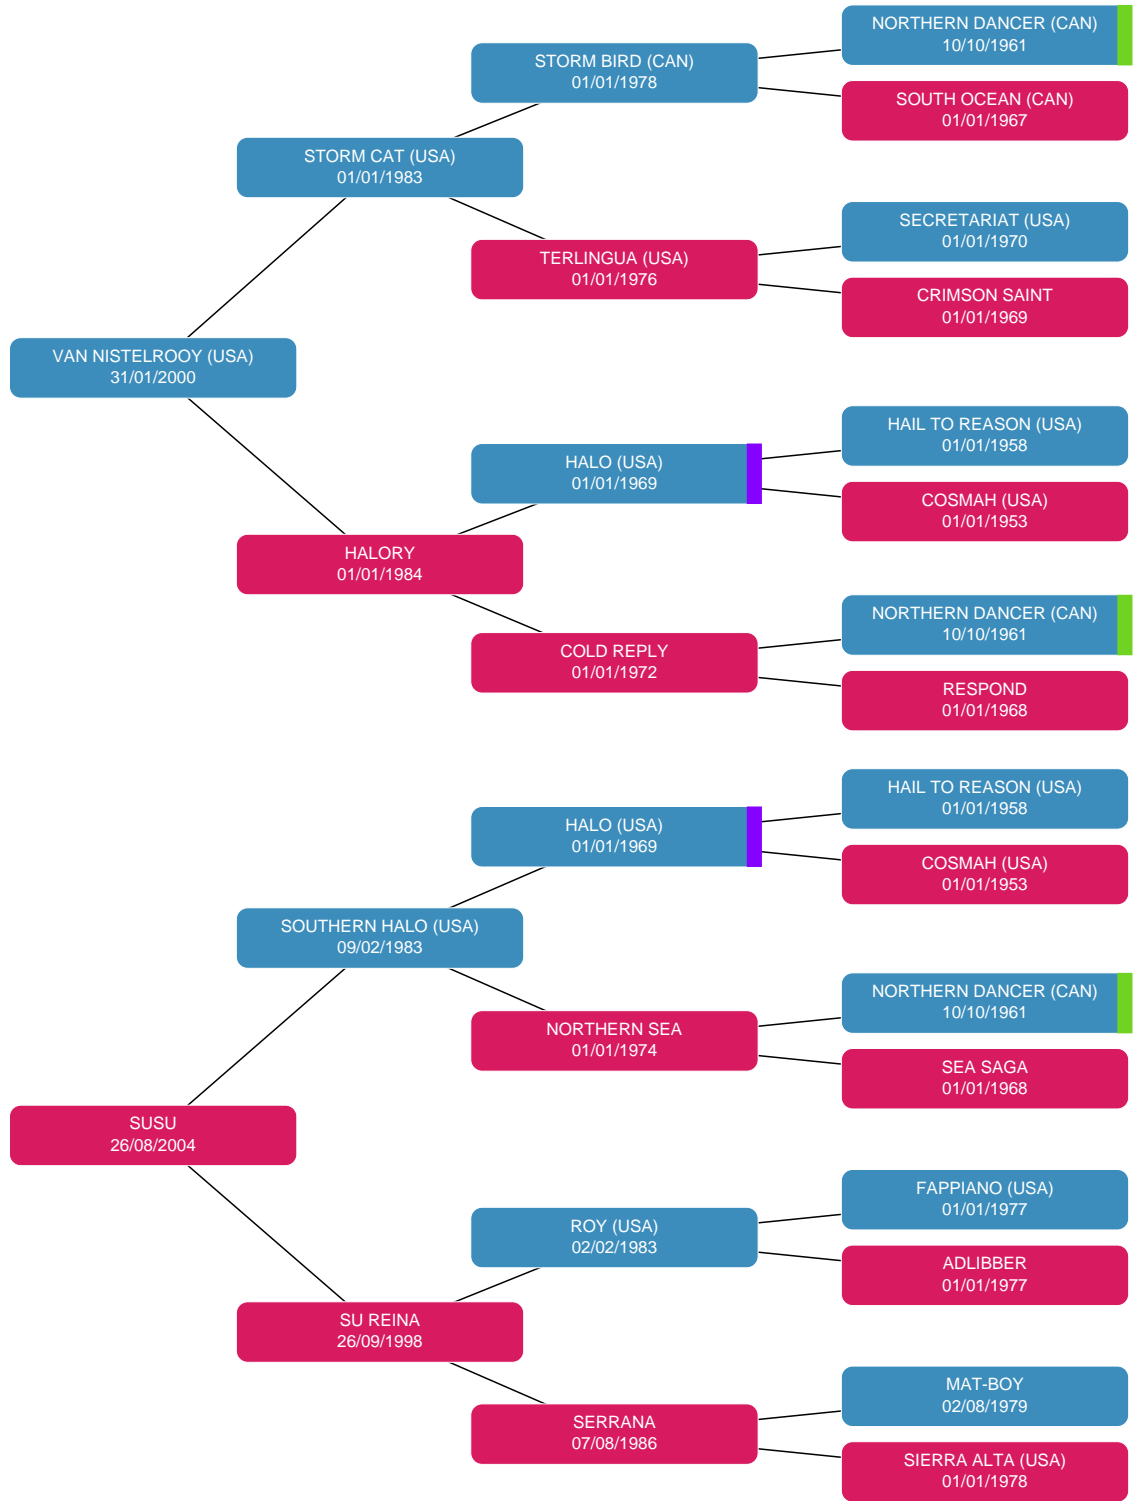 NORTHERN DANCER (CAN)
10/10/1961
STORM BIRD (CAN)
01/01/1978
SOUTH OCEAN (CAN)
01/01/1967
STORM CAT (USA)
01/01/1983
SECRETARIAT (USA)
01/01/1970
TERLINGUA (USA)
01/01/1976
CRIMSON SAINT
01/01/1969
VAN NISTELROOY (USA)
31/01/2000
HAIL TO REASON (USA)
01/01/1958
HALO (USA)
01/01/1969
COSMAH (USA)
01/01/1953
HALORY
01/01/1984
NORTHERN DANCER (CAN)
10/10/1961
COLD REPLY
01/01/1972
RESPOND
01/01/1968
HAIL TO REASON (USA)
01/01/1958
HALO (USA)
01/01/1969
COSMAH (USA)
01/01/1953
SOUTHERN HALO (USA)
09/02/1983
NORTHERN DANCER (CAN)
10/10/1961
NORTHERN SEA
01/01/1974
SEA SAGA
01/01/1968
SUSU
26/08/2004
FAPPIANO (USA)
01/01/1977
ROY (USA)
02/02/1983
ADLIBBER
01/01/1977
SU REINA
26/09/1998
MAT-BOY
02/08/1979
SERRANA
07/08/1986
SIERRA ALTA (USA)
01/01/1978